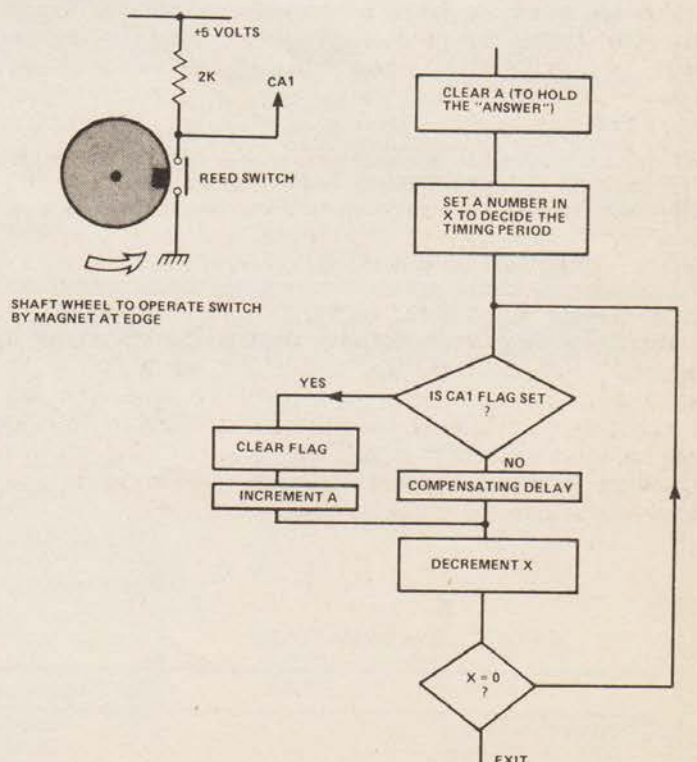 +5 VOLTS
2K
CA1
REED SWITCH
SHAFT WHEEL TO OPERATE SWITCH
BY MAGNET AT EDGE
CLEAR A (TO HOLD
THE "ANSWER")
SET A NUMBER IN
X TO DECIDE THE
TIMING PERIOD
IS CA1 FLAG SET
?
YES
CLEAR FLAG
INCREMENT A
NO
COMPENSATING DELAY
DECREMENT X
X = 0
?
EXIT